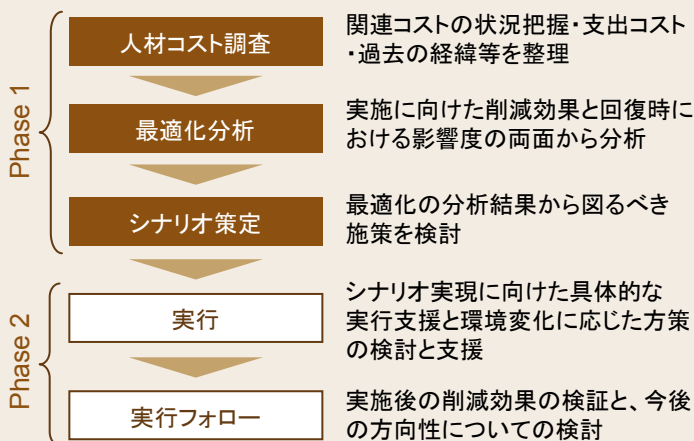 Phase 1
人材コスト調査
関連コストの状況把握・支出コスト
・過去の経緯等を整理
最適化分析
実施に向けた削減効果と回復時に
おける影響度の両面から分析
シナリオ策定
最適化の分析結果から図るべき
施策を検討
Phase 2
実行
シナリオ実現に向けた具体的な
実行支援と環境変化に応じた方策
の検討と支援
実行フォロー
実施後の削減効果の検証と、今後
の方向性についての検討